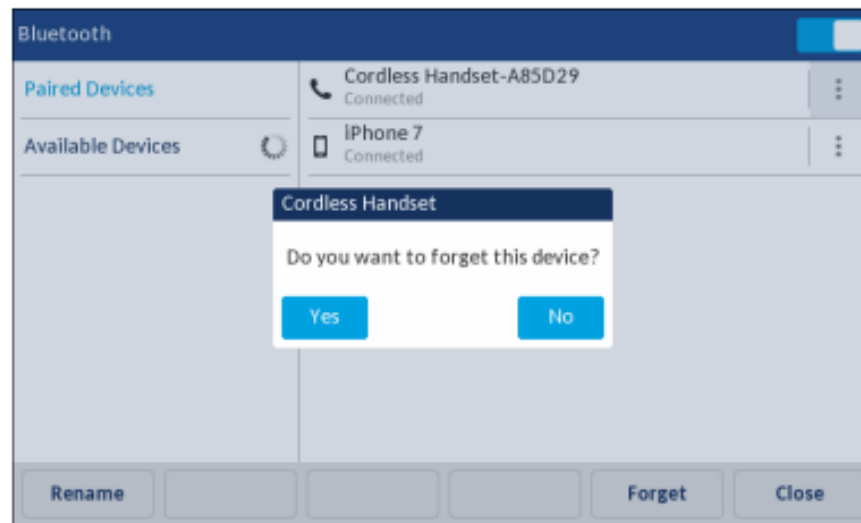 Bluetooth
Paired Devices
Cordless Handset-A85D29
Connected
Available Devices
iPhone 7
Connected
Cordless Handset
Do you want to forget this device?
Yes
No
Rename
Forget
Close